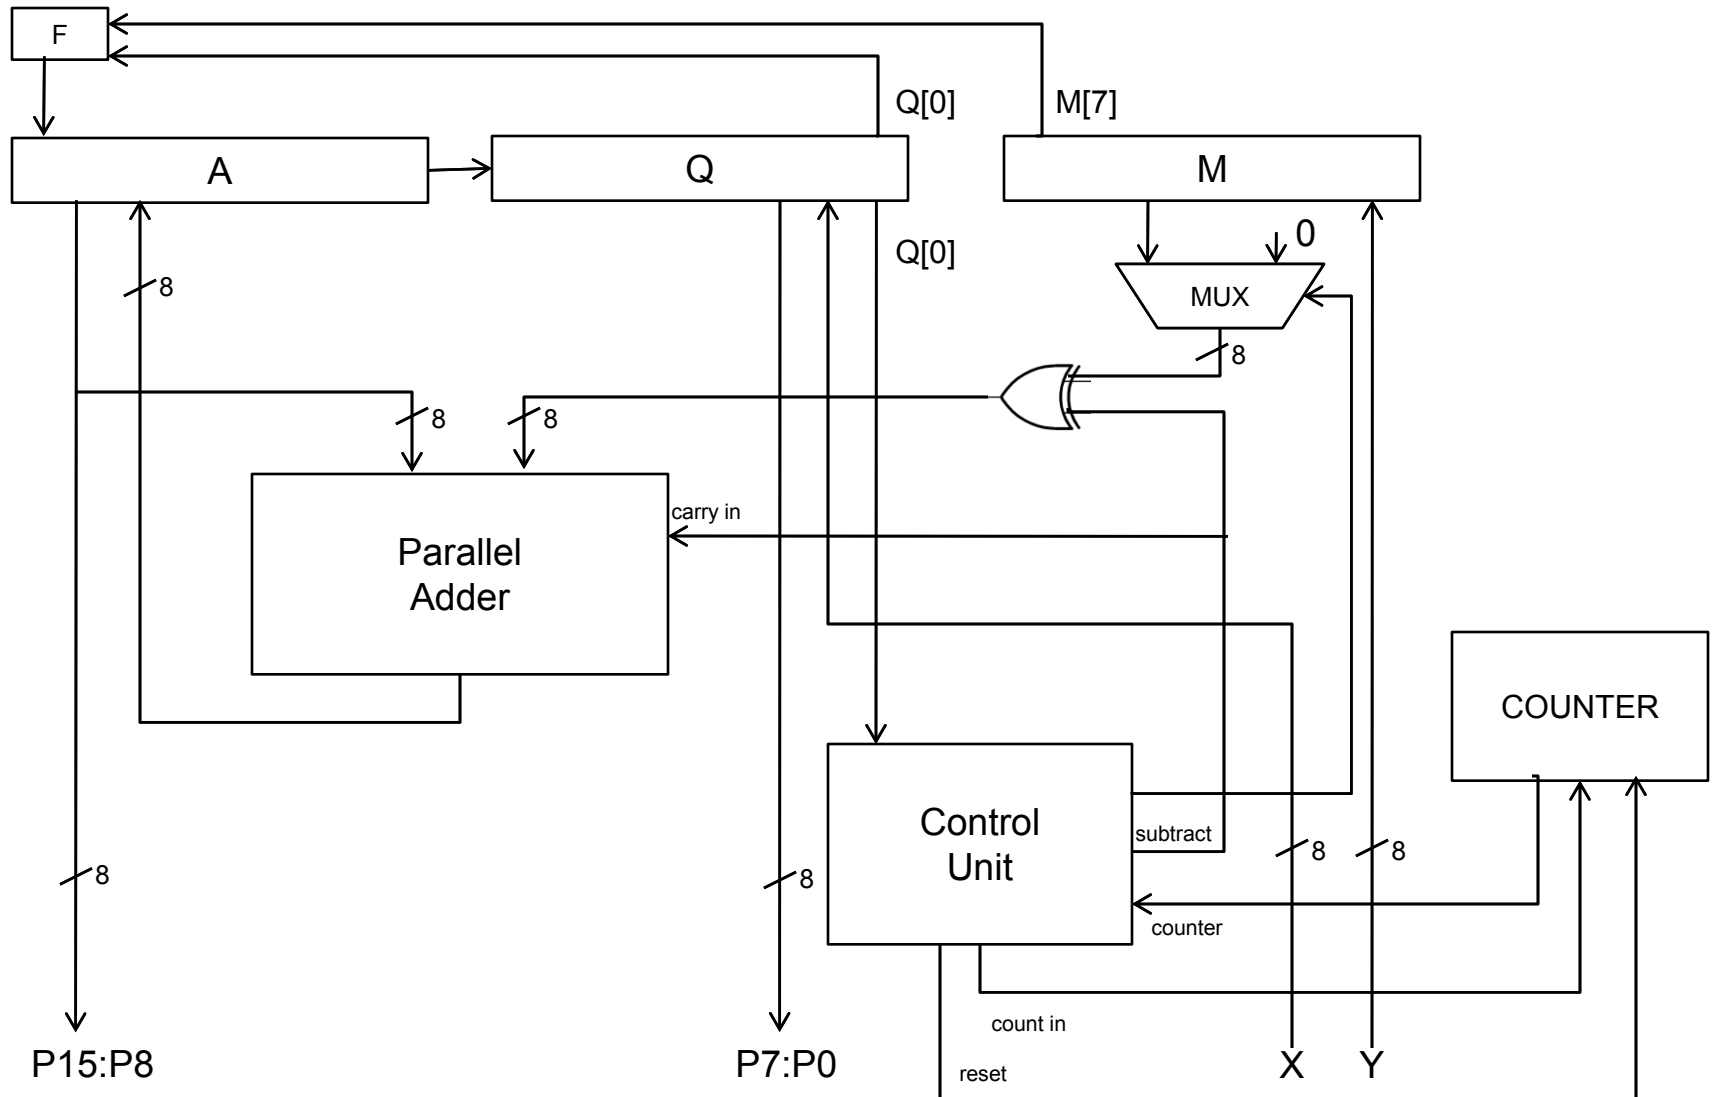 F
Q[0]
M[7]
A
Q
M
Q[0]
0
8
MUX
8
8
8
carry in
Parallel
Adder
COUNTER
Control
Unit
subtract
8
8
8
8
counter
count in
P15:P8
P7:P0
X
Y
reset